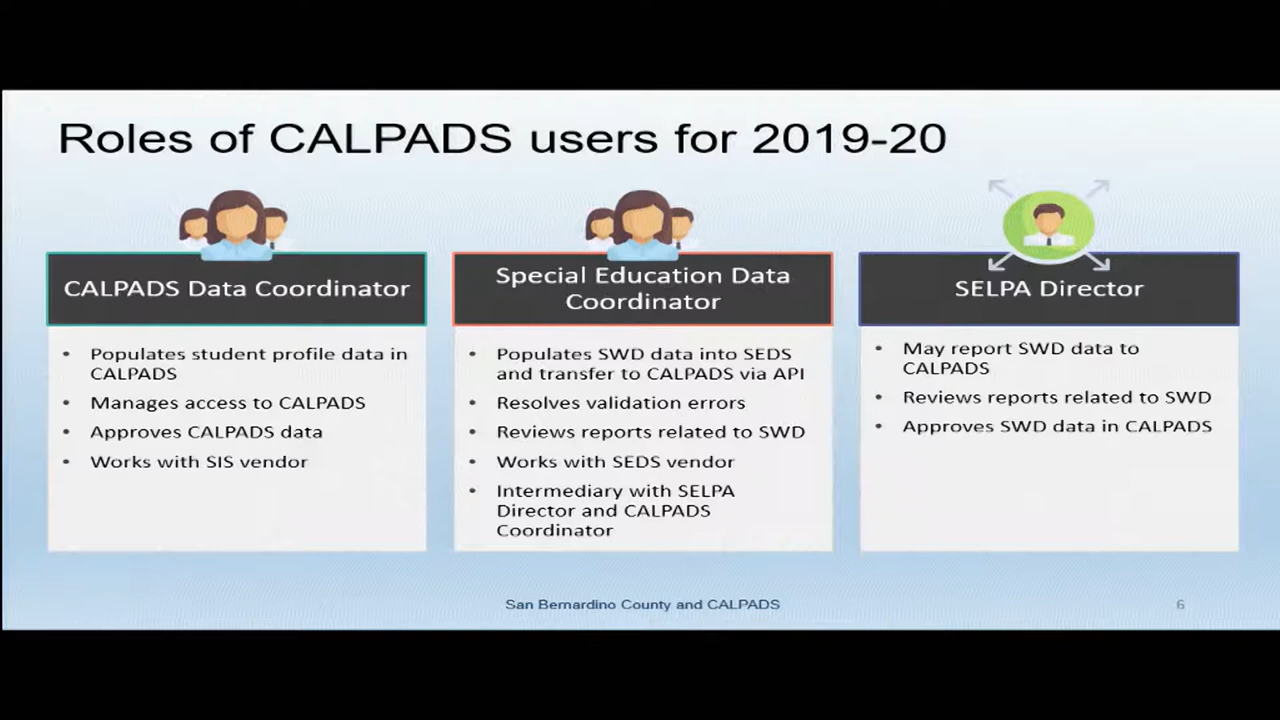 Roles of CALPADS users for 2019-20
CALPADS Data Coordinator
• Populates student profile data in
CALPADS
• Manages access to CALPADS
• Approves CALPADS data
• Works with SIS vendor
Special Education Data
Coordinator
• Populates SWD data into SEDS
and transfer to CALPADS via API
• Resolves validation errors
• Reviews reports related to SWD
• Works with SEDS vendor
• Intermediary with SELPA
Director and CALPADS
Coordinator
SELPA Director
• May report SWD data to
CALPADS
• Reviews reports related to SWD
• Approves SWD data in CALPADS
San Bernardino County and CALPADS
6